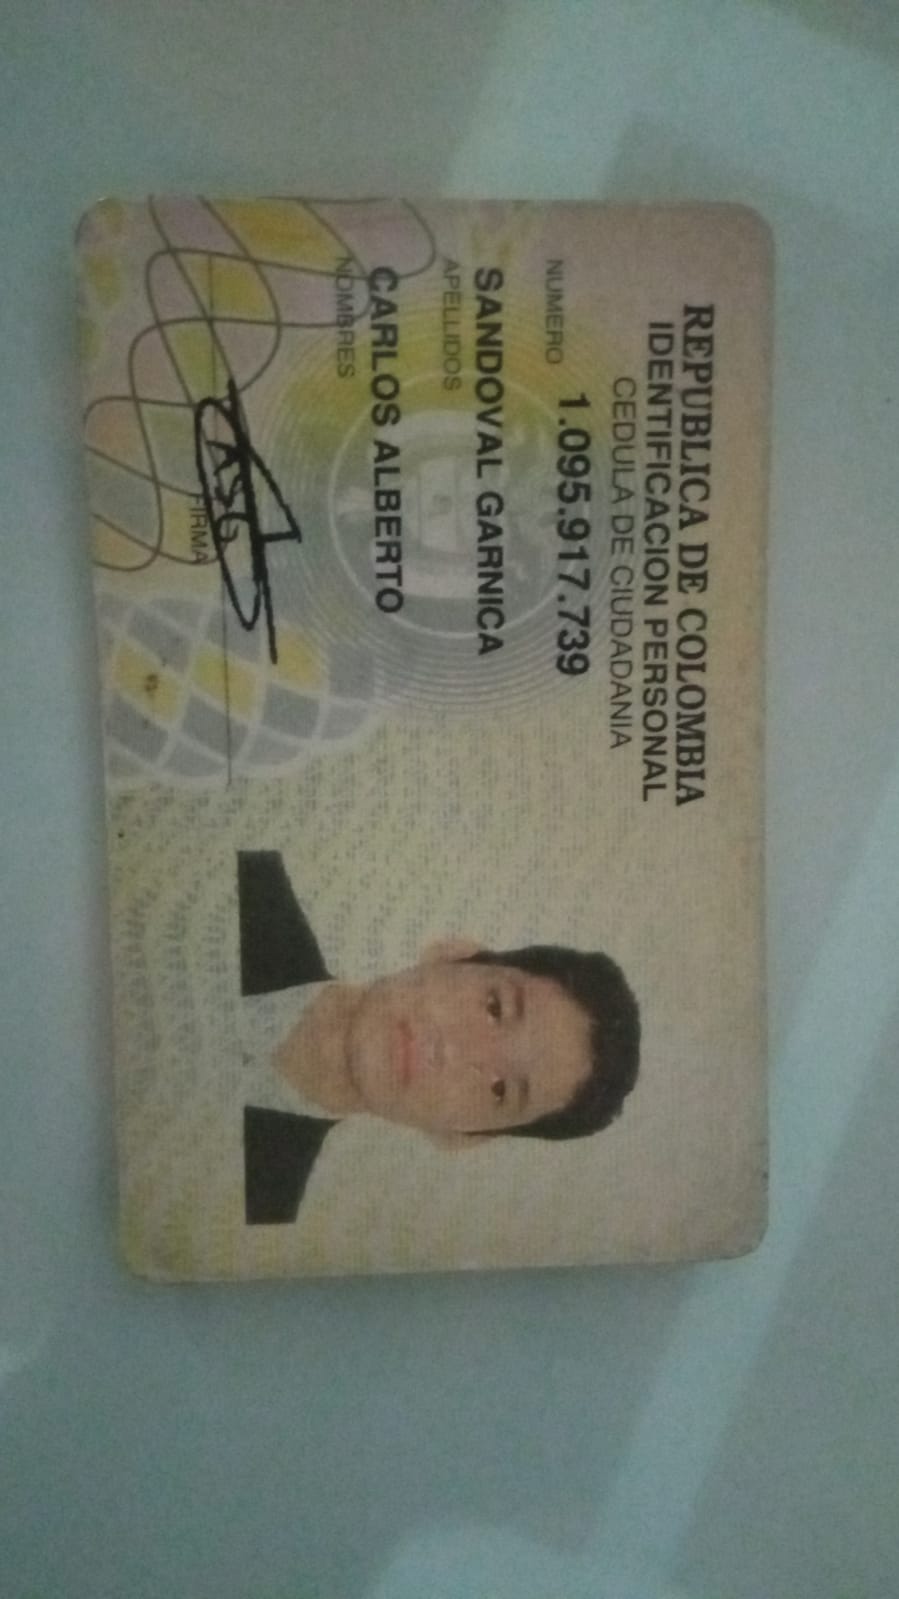 REPUBLICA DE COLOMBIA
IDENTIFICACION PERSONAL
CEDULA DE CIUDADANIA
NUMERO 1.095.917.739
SANDOVAL GARNICA
APELLIDOS
CARLOS ALBERTO
NOMBRES
FIRMA